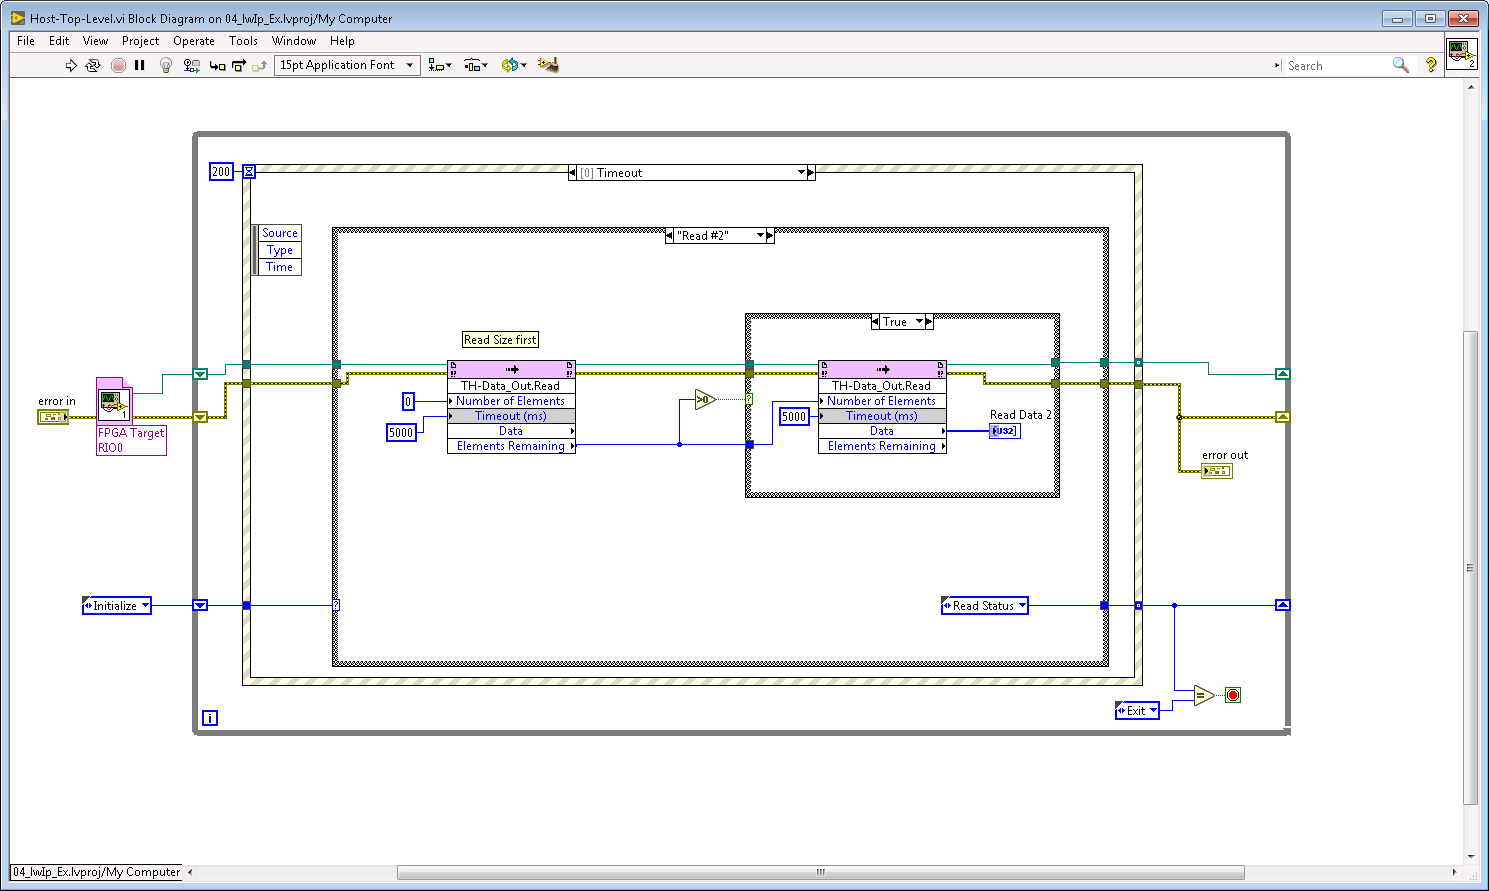 Host-Top-Level.vi Block Diagram on 04_lwIp_Ex.lvproj/My Computer
File Edit View Project Operate Tools Window Help
15pt Application Font
Search
2
200
[0] Timeout
Source
Type
Time
"Read #2"
True
Read Size first
TH-Data_Out.Read
Number of Elements
Timeout (ms)
Data
Elements Remaining
0
5000
>0
?
TH-Data_Out.Read
Number of Elements
Timeout (ms)
Data
Elements Remaining
5000
Read Data 2
U32]
error in
1
FPGA Target
RIO0
error out
Initialize
?
Read Status
Exit
=
i
04_lwIp_Ex.lvproj/My Computer